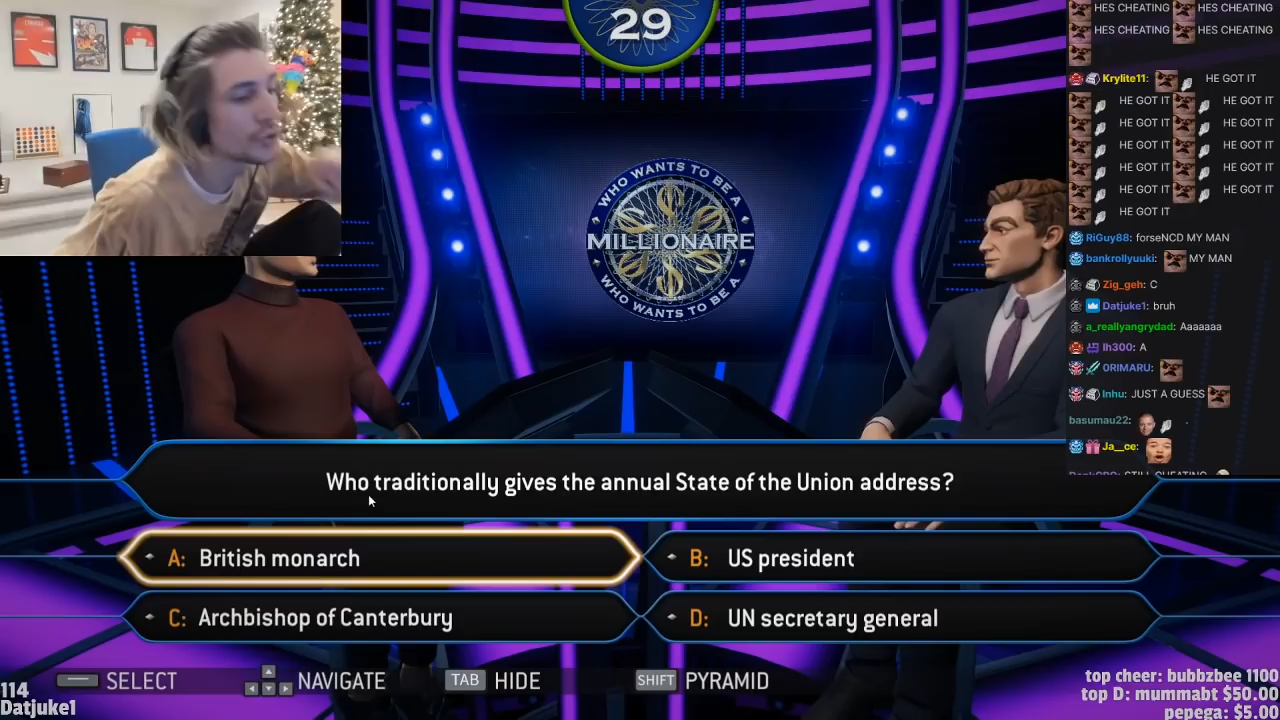 29
WHO WANTS TO BE A
MILLIONAIRE
WHO WANTS TO BE A
HES CHEATING HES CHEATING
HES CHEATING HES CHEATING
Krylite11: HE GOT IT
HE GOT IT HE GOT IT
HE GOT IT HE GOT IT
HE GOT IT HE GOT IT
HE GOT IT HE GOT IT
HE GOT IT HE GOT IT
HE GOT IT
RiGuy88: forseNCD MY MAN
bankrollyuuki: MY MAN
Zig_geh: C
Datjuke1: bruh
a_reallyangrydad: Aaaaaaa
lh300: A
0RIMARU:
Inhu: JUST A GUESS
basumau22: .
Ja__ce:
STILL CHEATING
Who traditionally gives the annual State of the Union address?
A: British monarch
B: US president
C: Archbishop of Canterbury
D: UN secretary general
SELECT
NAVIGATE
TAB HIDE
SHIFT PYRAMID
114
Datjuke1
top cheer: bubbzbee 1100
top D: mummabt $50.00
pepega: $5.00